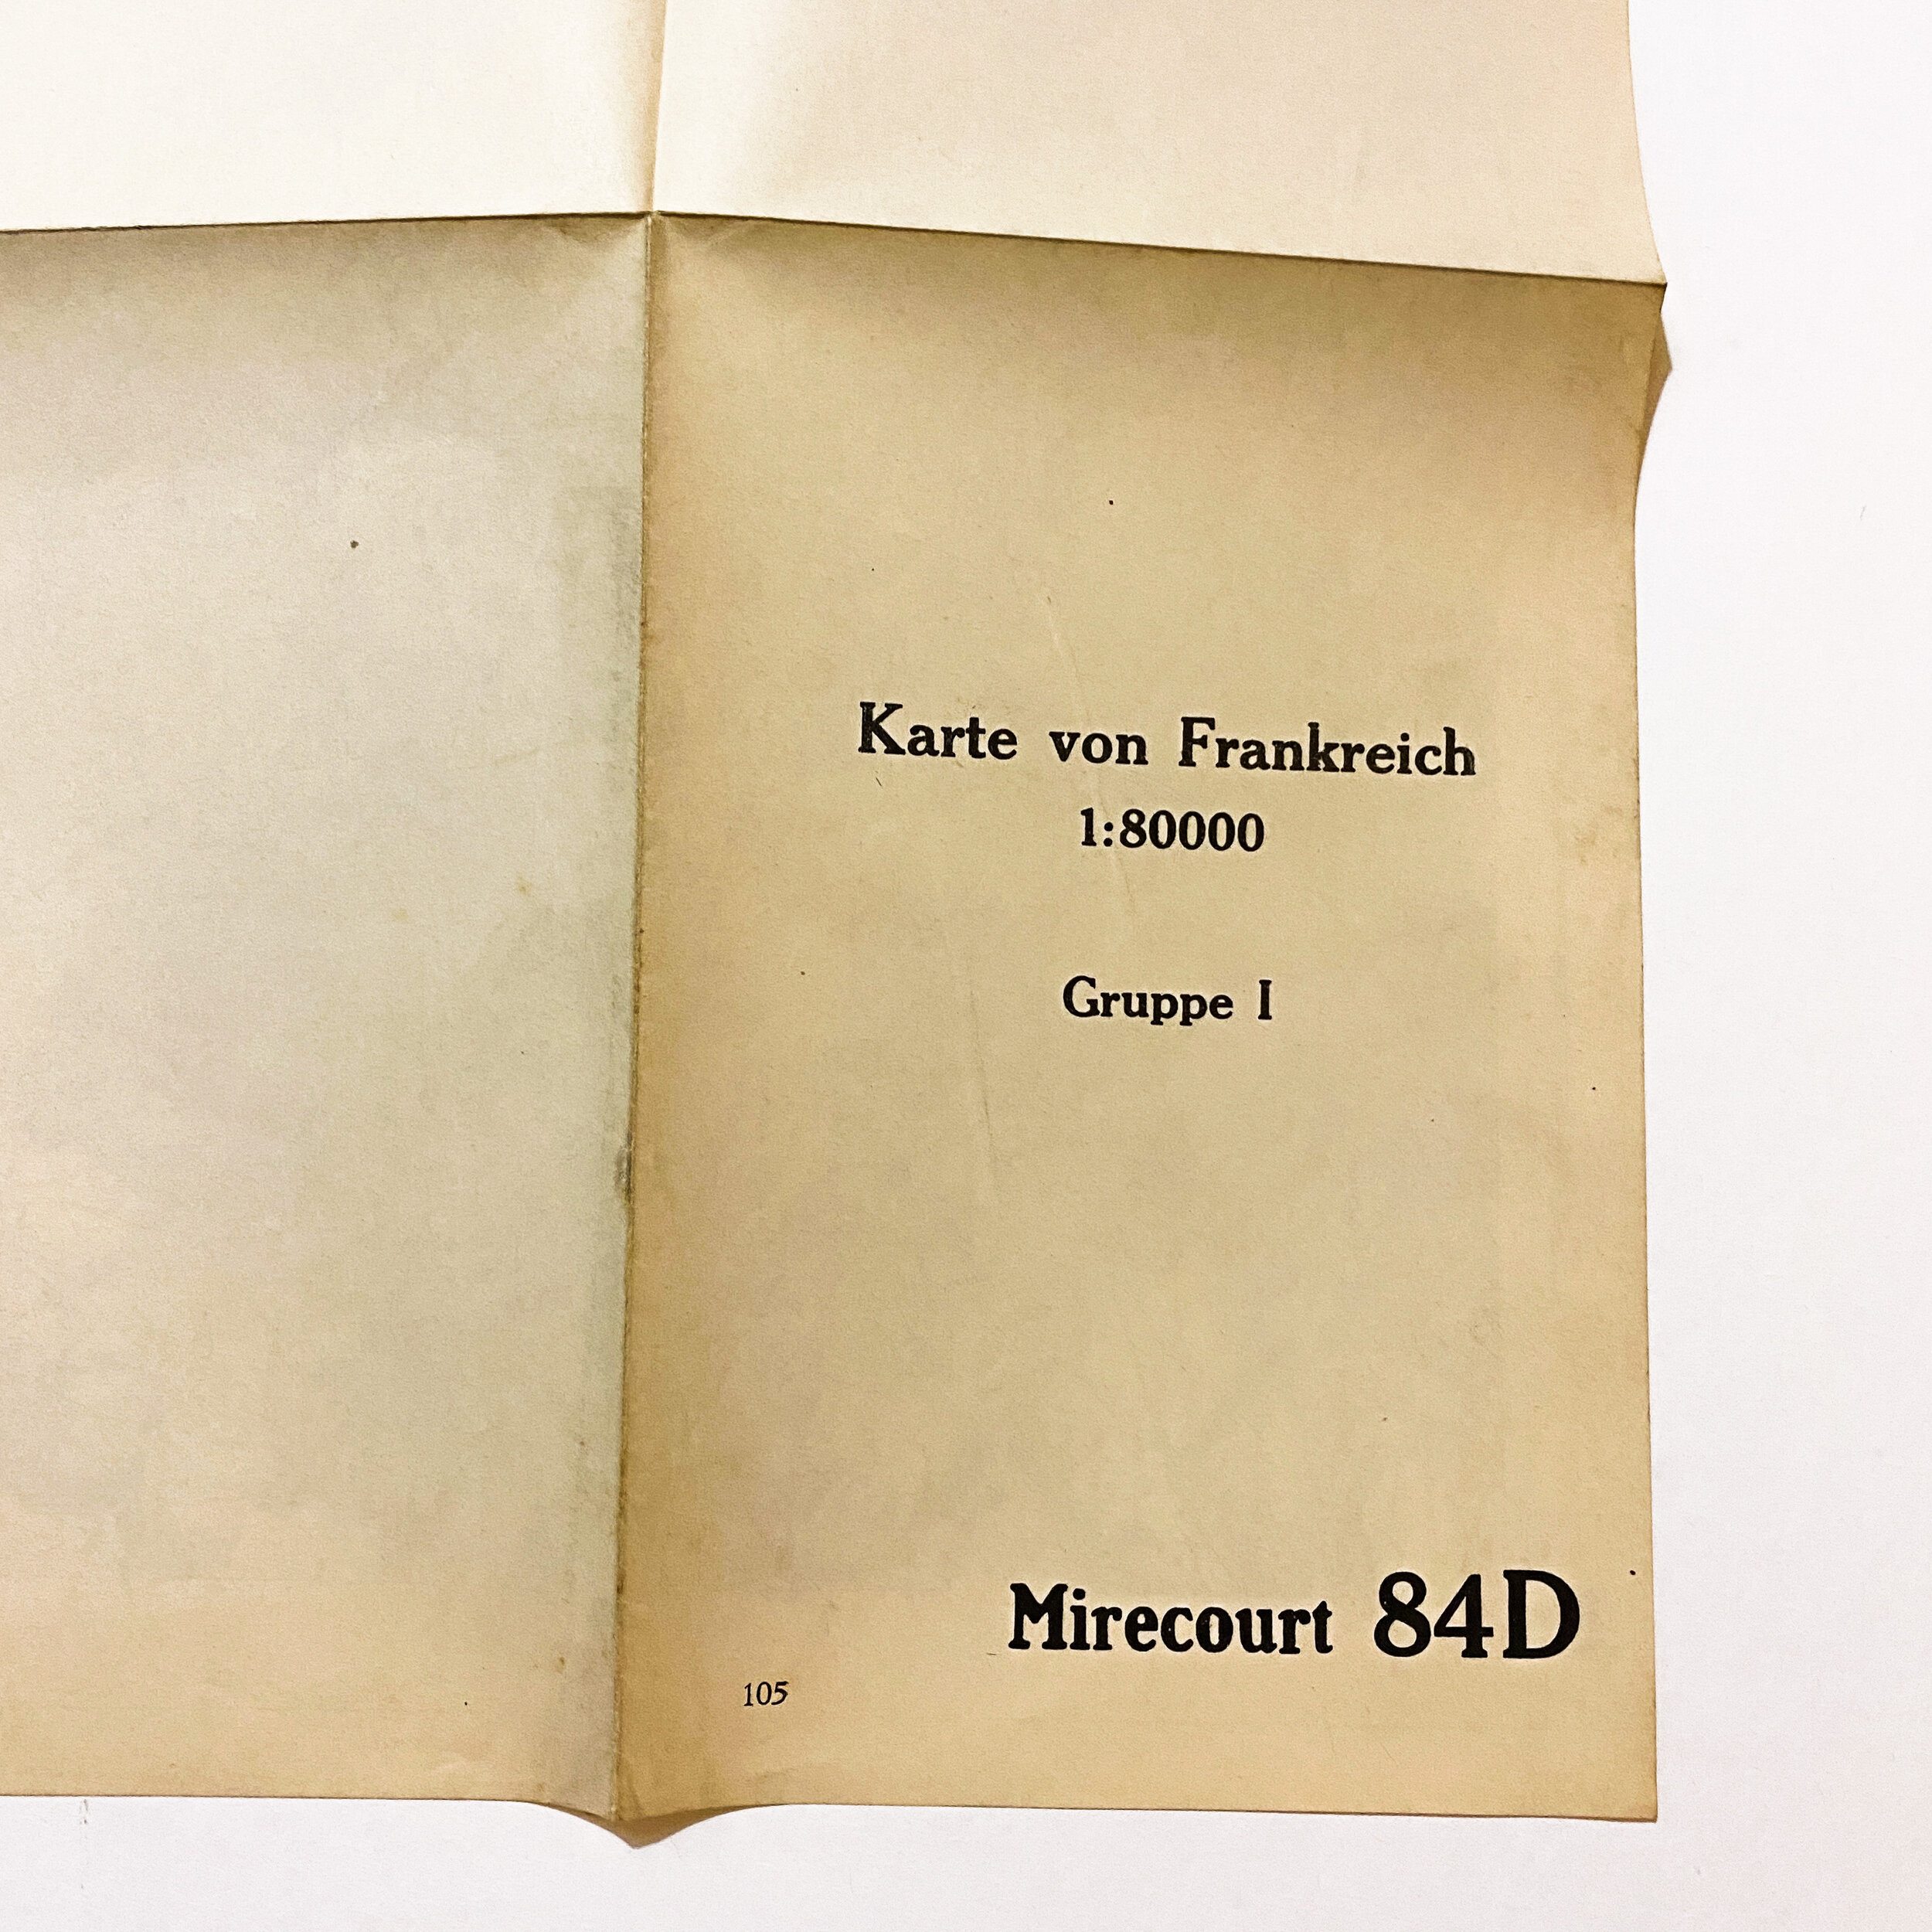 Karte von Frankreich
1:80000
Gruppe I
Mirecourt 84D
105